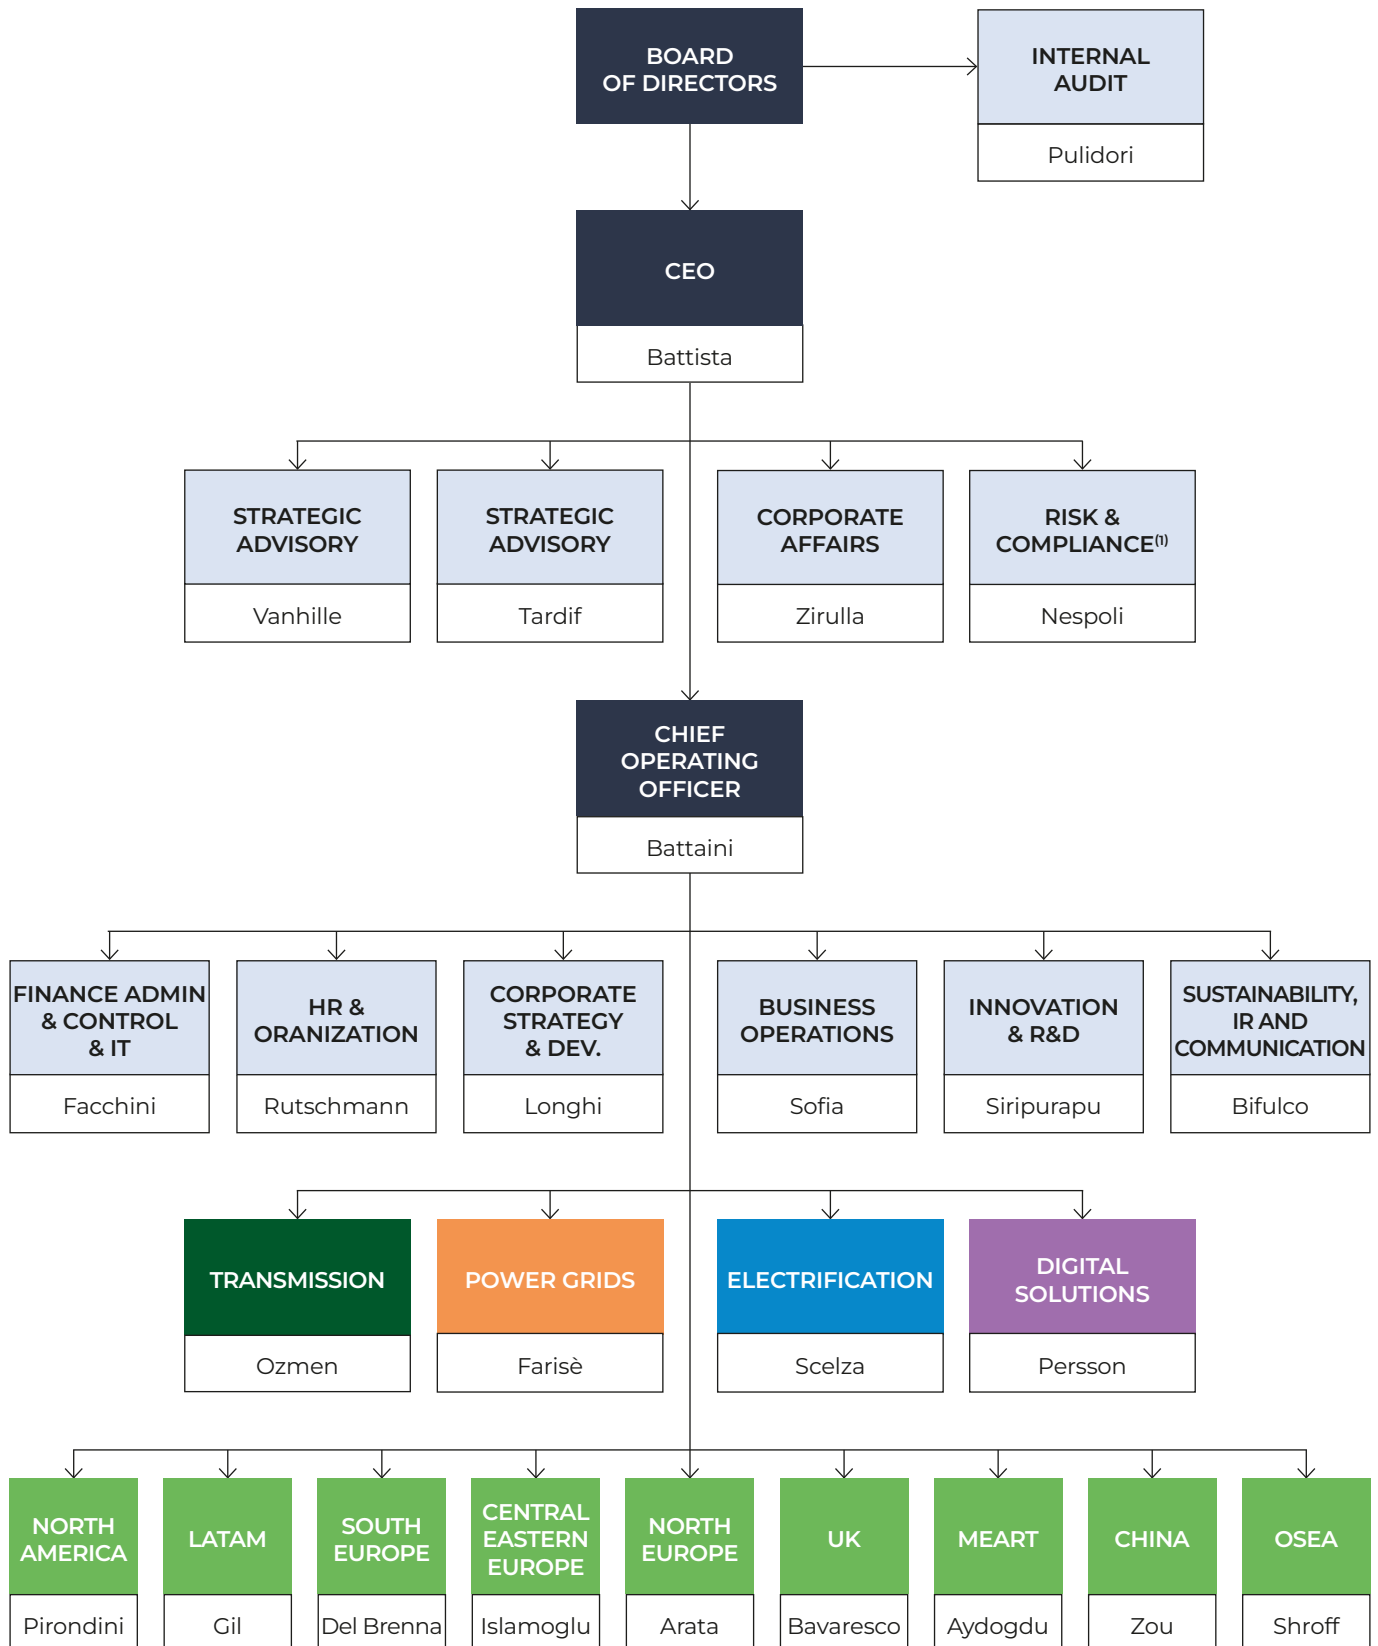 BOARD
OF DIRECTORS
INTERNAL
AUDIT
Pulidori
CEO
Battista
STRATEGIC
ADVISORY
Vanhille
STRATEGIC
ADVISORY
Tardif
CORPORATE
AFFAIRS
Zirulla
RISK &
COMPLIANCE(1)
Nespoli
CHIEF
OPERATING
OFFICER
Battaini
FINANCE ADMIN
& CONTROL
& IT
Facchini
HR &
ORANIZATION
Rutschmann
CORPORATE
STRATEGY
& DEV.
Longhi
BUSINESS
OPERATIONS
Sofia
INNOVATION
& R&D
Siripurapu
SUSTAINABILITY,
IR AND
COMMUNICATION
Bifulco
TRANSMISSION
Ozmen
POWER GRIDS
Farisè
ELECTRIFICATION
Scelza
DIGITAL
SOLUTIONS
Persson
NORTH
AMERICA
Pirondini
LATAM
Gil
SOUTH
EUROPE
Del Brenna
CENTRAL
EASTERN
EUROPE
Islamoglu
NORTH
EUROPE
Arata
UK
Bavaresco
MEART
Aydogdu
CHINA
Zou
OSEA
Shroff